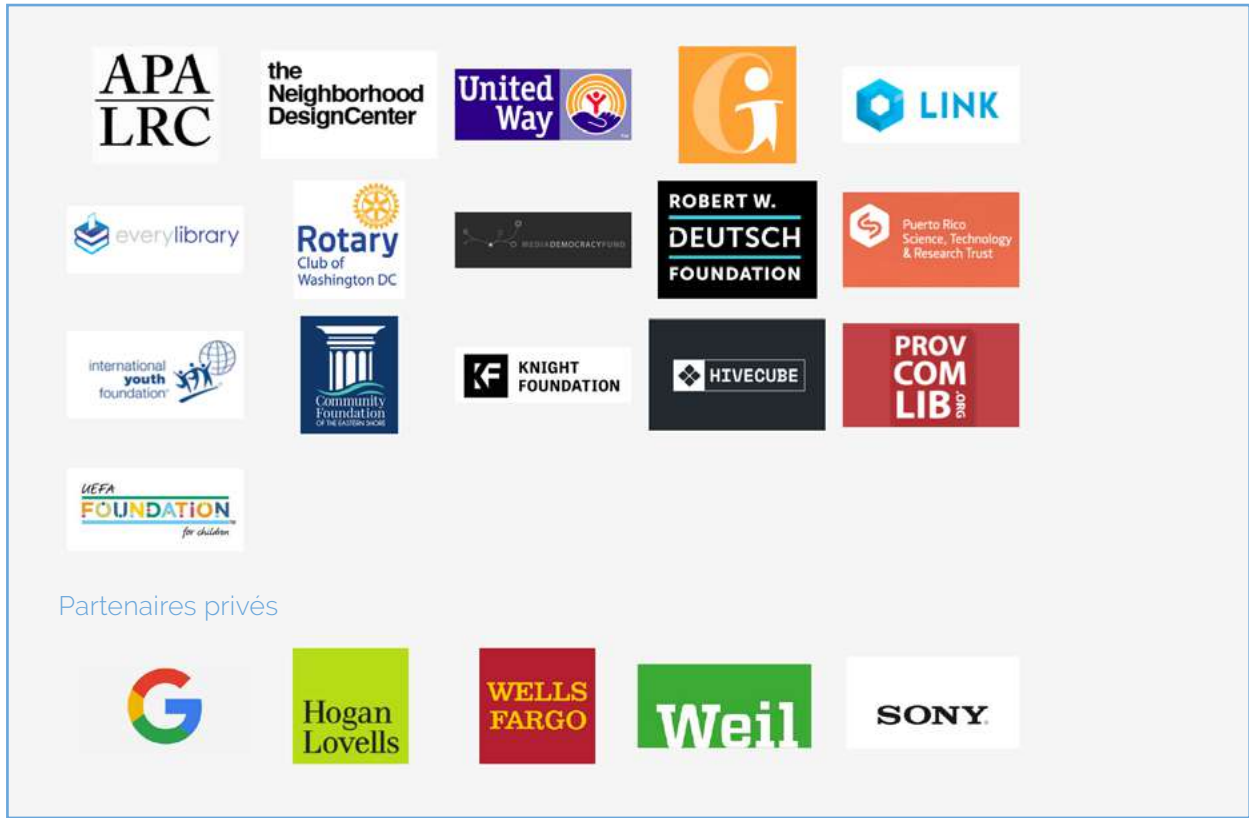 APA
LRC
the
Neighborhood
DesignCenter
United
Way
G
LINK
everylibrary
Rotary
Club of
Washington DC
MEDIADEMOCRACYFUND
ROBERT W.
DEUTSCH
FOUNDATION
Puerto Rico
Science, Technology
& Research Trust
international
youth
foundation
Community
Foundation
OF THE EASTERN SHORE
KF KNIGHT
FOUNDATION
HIVECUBE
PROV
COM
LIB.ORG
UEFA
FOUNDATION
for children
Partenaires privés
G
Hogan
Lovells
WELLS
FARGO
Weil
SONY